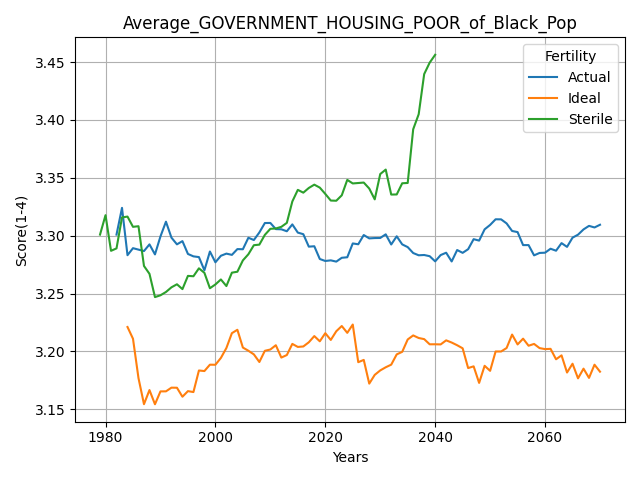 Average_GOVERNMENT_HOUSING_POOR_of_Black_Pop
Fertility
Actual
Ideal
Sterile
Score(1-4)
3.45
3.40
3.35
3.30
3.25
3.20
3.15
1980 2000 2020 2040 2060
Years